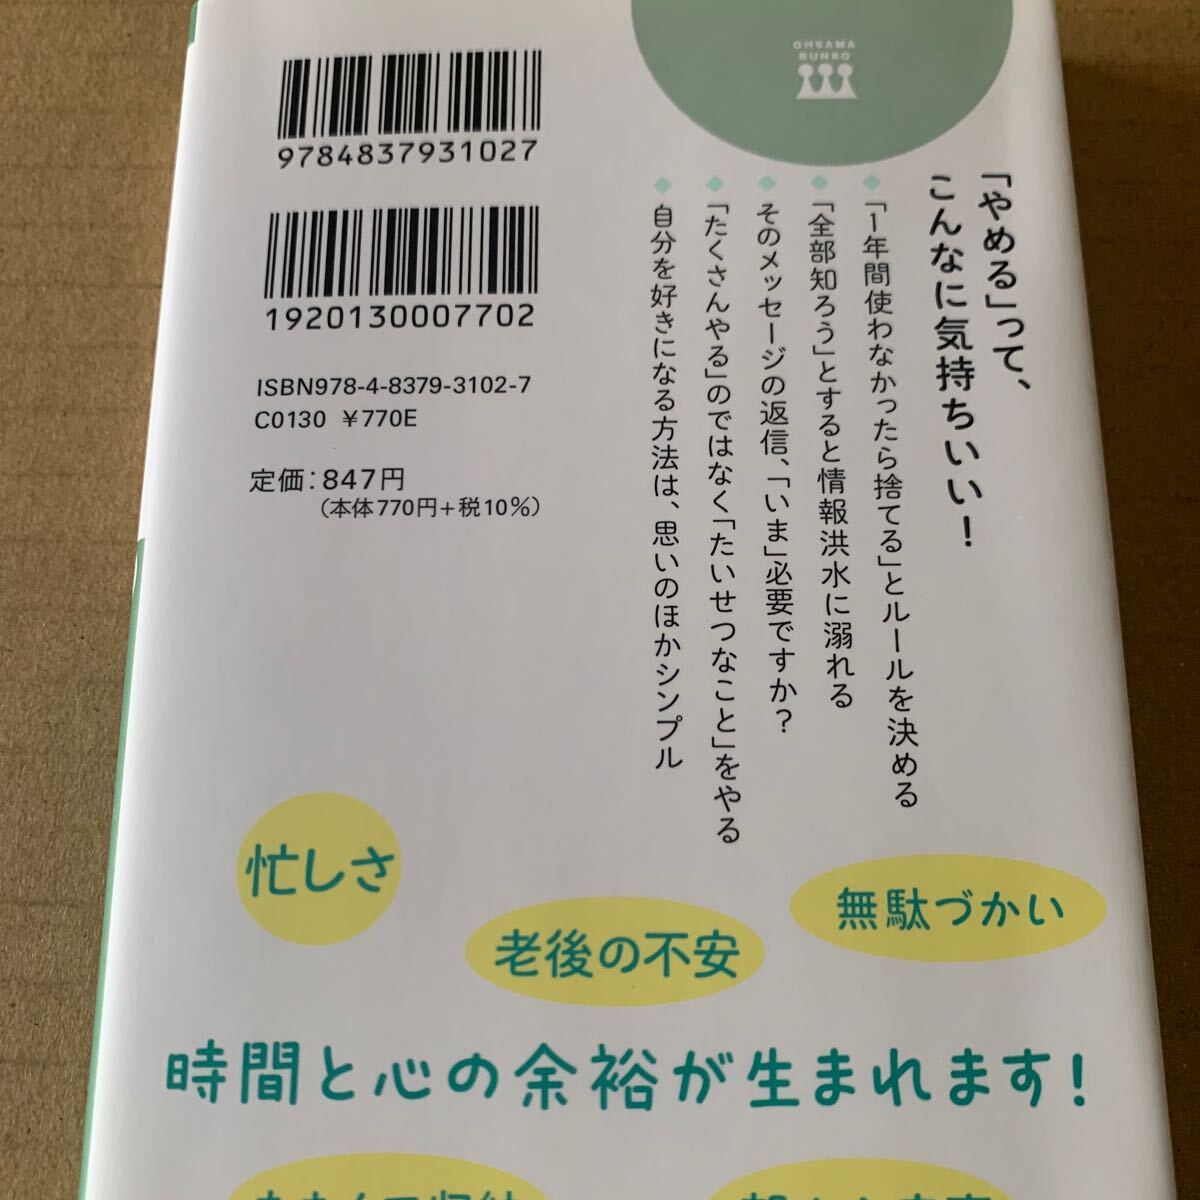 OHSAMA
BUNKO
「やめる」って、
こんなに気持ちいい！
「1年間使わなかったら捨てる」とルールを決める
「全部知ろう」とすると情報洪水に溺れる
そのメッセージの返信、「いま」必要ですか？
「たくさんやる」のではなく「たいせつなこと」をやる
自分を好きになる方法は、思いのほかシンプル
9784837931027
1920130007702
ISBN978-4-8379-3102-7
C0130 ¥770E
定価：847円
（本体770円＋税10%）
忙しさ
老後の不安
無駄づかい
時間と心の余裕が生まれます！